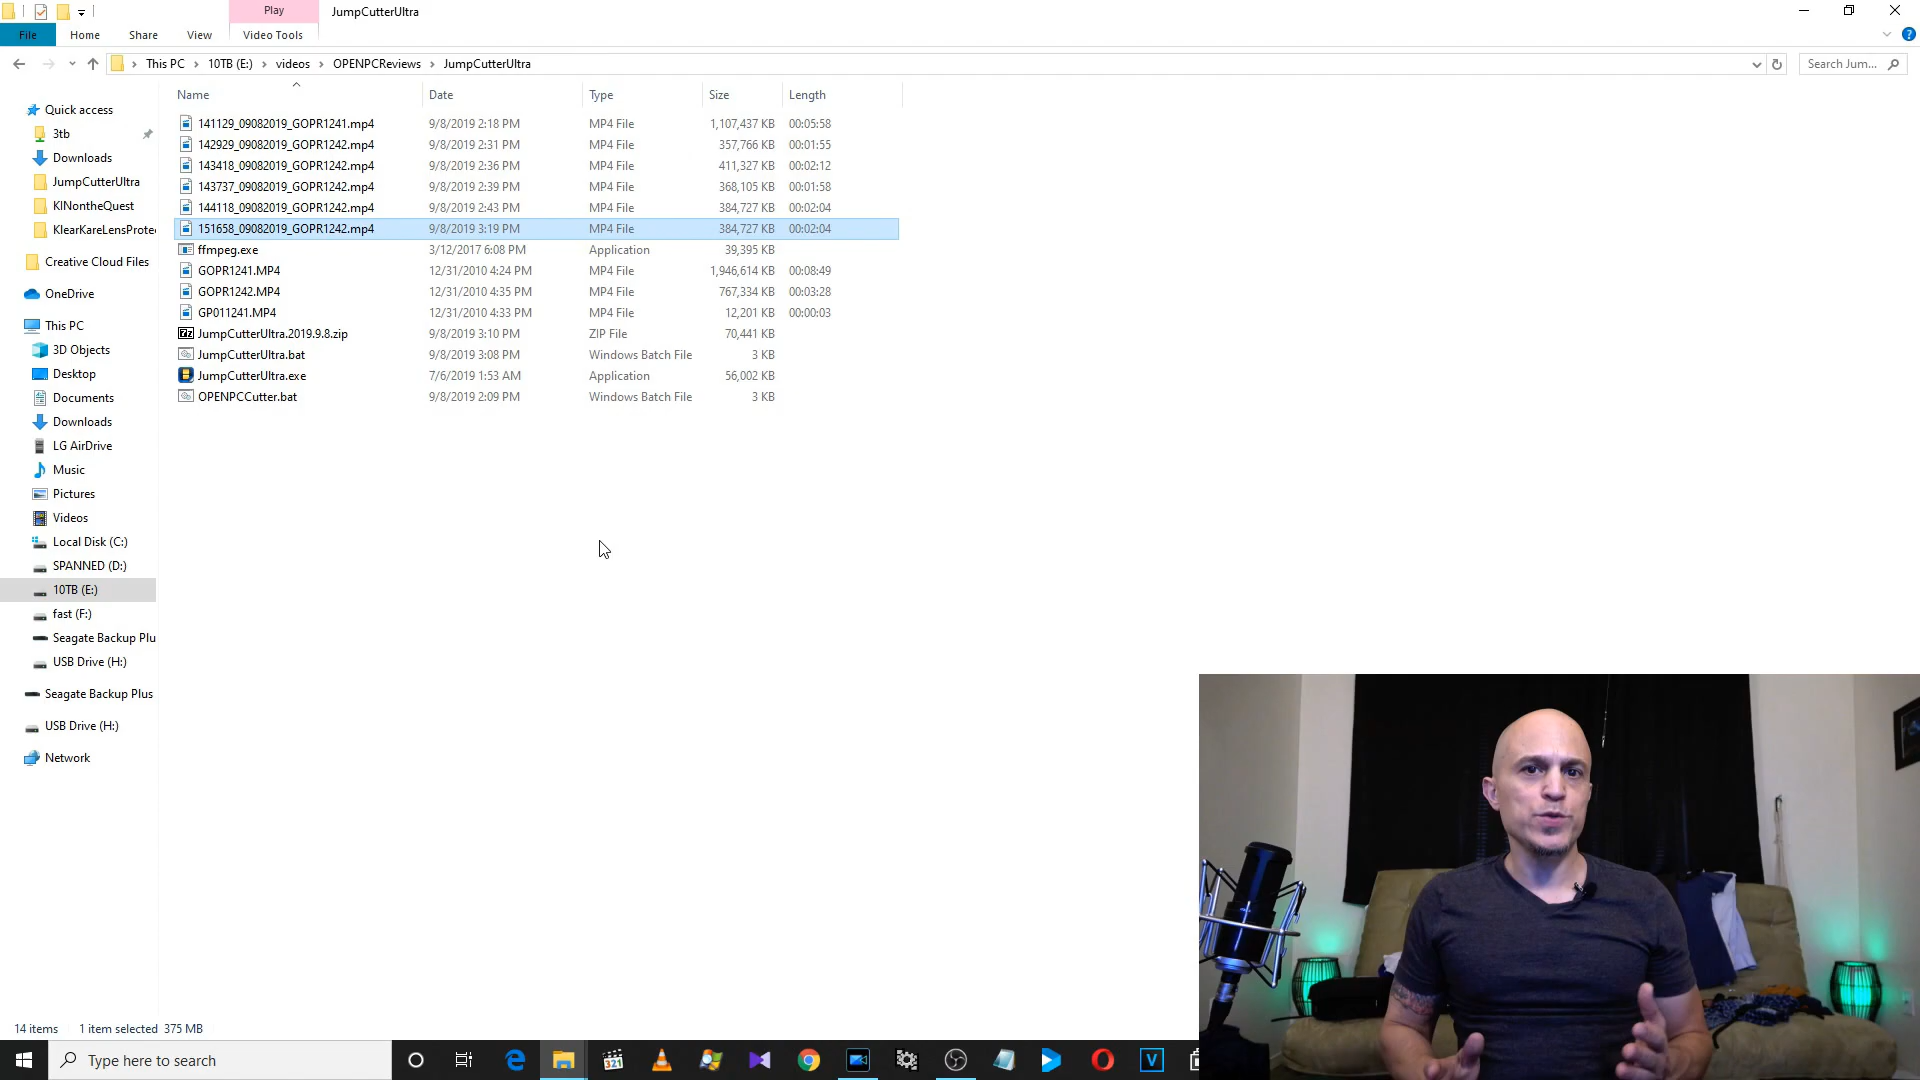 Play
JumpCutterUltra
File
Home
Share
View
Video Tools
This PC
10TB (E:)
videos
OPENPCReviews
JumpCutterUltra
Search Jum...
Name
Date
Type
Size
Length
141129_09082019_GOPR1241.mp4 9/8/2019 2:18 PM MP4 File 1,107,437 KB 00:05:58
142929_09082019_GOPR1242.mp4 9/8/2019 2:31 PM MP4 File 357,766 KB 00:01:55
143418_09082019_GOPR1242.mp4 9/8/2019 2:36 PM MP4 File 411,327 KB 00:02:12
143737_09082019_GOPR1242.mp4 9/8/2019 2:39 PM MP4 File 368,105 KB 00:01:58
144118_09082019_GOPR1242.mp4 9/8/2019 2:43 PM MP4 File 384,727 KB 00:02:04
151658_09082019_GOPR1242.mp4 9/8/2019 3:19 PM MP4 File 384,727 KB 00:02:04
ffmpeg.exe 3/12/2017 6:08 PM Application 39,395 KB
GOPR1241.MP4 12/31/2010 4:24 PM MP4 File 1,946,614 KB 00:08:49
GOPR1242.MP4 12/31/2010 4:35 PM MP4 File 767,334 KB 00:03:28
GP011241.MP4 12/31/2010 4:33 PM MP4 File 12,201 KB 00:00:03
JumpCutterUltra.2019.9.8.zip 9/8/2019 3:10 PM ZIP File 70,441 KB
JumpCutterUltra.bat 9/8/2019 3:08 PM Windows Batch File 3 KB
JumpCutterUltra.exe 7/6/2019 1:53 AM Application 56,002 KB
OPENPCCutter.bat 9/8/2019 2:09 PM Windows Batch File 3 KB
Quick access
3tb
Downloads
JumpCutterUltra
KINontheQuest
KlearKareLensProte
Creative Cloud Files
OneDrive
This PC
3D Objects
Desktop
Documents
Downloads
LG AirDrive
Music
Pictures
Videos
Local Disk (C:)
SPANNED (D:)
10TB (E:)
fast (F:)
Seagate Backup Plu
USB Drive (H:)
Seagate Backup Plus
USB Drive (H:)
Network
14 items
1 item selected 375 MB
Type here to search